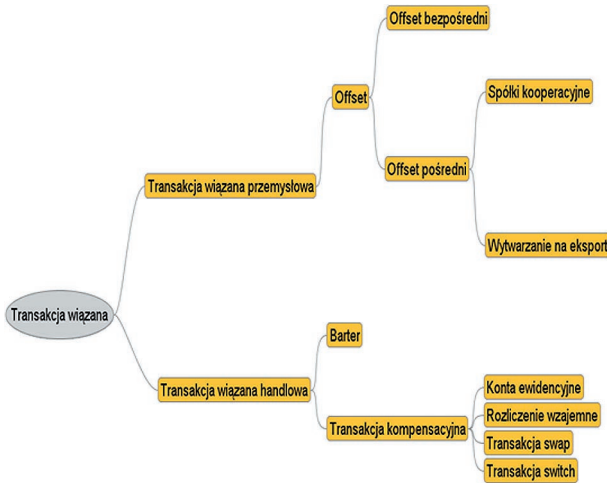 Offset bezpośredni
Offset
Spółki kooperacyjne
Offset pośredni
Transakcja wiązana przemysłowa
Wytwarzanie na eksport
Transakcja wiązana
Barter
Transakcja wiązana handlowa
Konta ewidencyjne
Rozliczenie wzajemne
Transakcja kompensacyjna
Transakcja swap
Transakcja switch